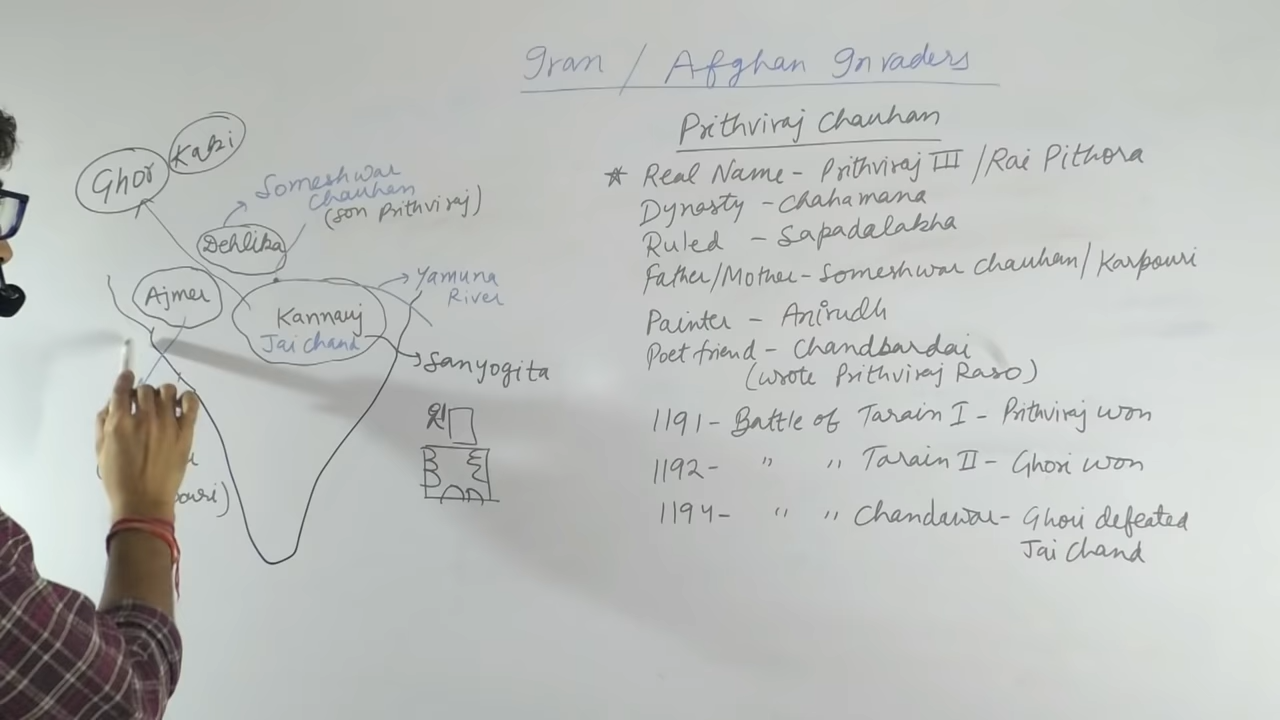 Iran / Afghan Invaders
Prithviraj Chauhan
* Real Name - Prithviraj III / Rai Pithora
Dynasty - Chahamana
Ruled - Sapadalakha
Father/Mother - Someshwar Chauhan / Karpouri
Painter - Anirudh
Poet friend - Chandbardai
(wrote Prithviraj Raso)
1191 - Battle of Tarain I - Prithviraj won
1192 - " " Tarain II - Ghori won
1194 - " " Chandawar - Ghori defeated
Jai Chand
Ghor
Someshwar
Chauhan
(son Prithviraj)
Dehlika
Ajmer
Yamuna
River
Kannauj
Jai Chand
Sanyogita